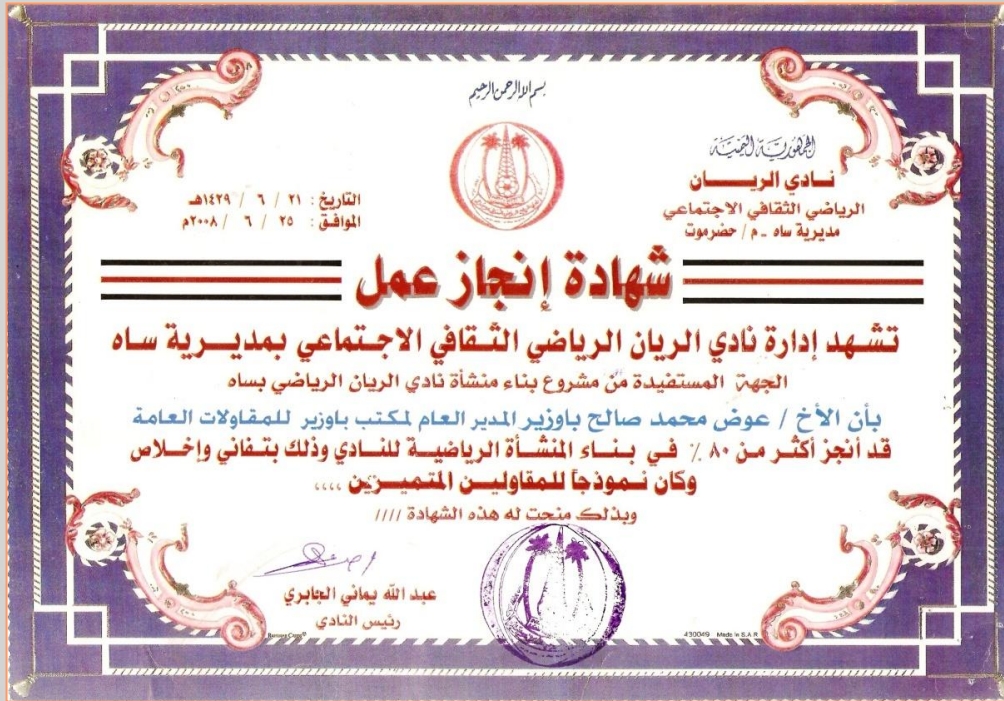 بسم الله الرحمن الرحيم
الجمهورية اليمنية
نادي الريان
الرياضي الثقافي الاجتماعي
مديرية ساه - م / حضرموت
التاريخ : ٢١ / ٦ / ١٤٢٩هـ
الموافق : ٢٥ / ٦ / ٢٠٠٨م
شهادة إنجاز عمل
تشهد إدارة نادي الريان الرياضي الثقافي الاجتماعي بمديرية ساه
الجهة المستفيدة من مشروع بناء منشأة نادي الريان الرياضي بساه
بأن الأخ / عوض محمد صالح باوزير المدير العام لمكتب باوزير للمقاولات العامة
قد أنجز أكثر من ٨٠ ٪ في بناء المنشأة الرياضية للنادي وذلك بتفاني وإخلاص
وكان نموذجاً للمقاولين المتميزين ،،،،
وبذلك منحت له هذه الشهادة ////
عبد الله يماني الجابري
رئيس النادي
430049 Made in S.A.R